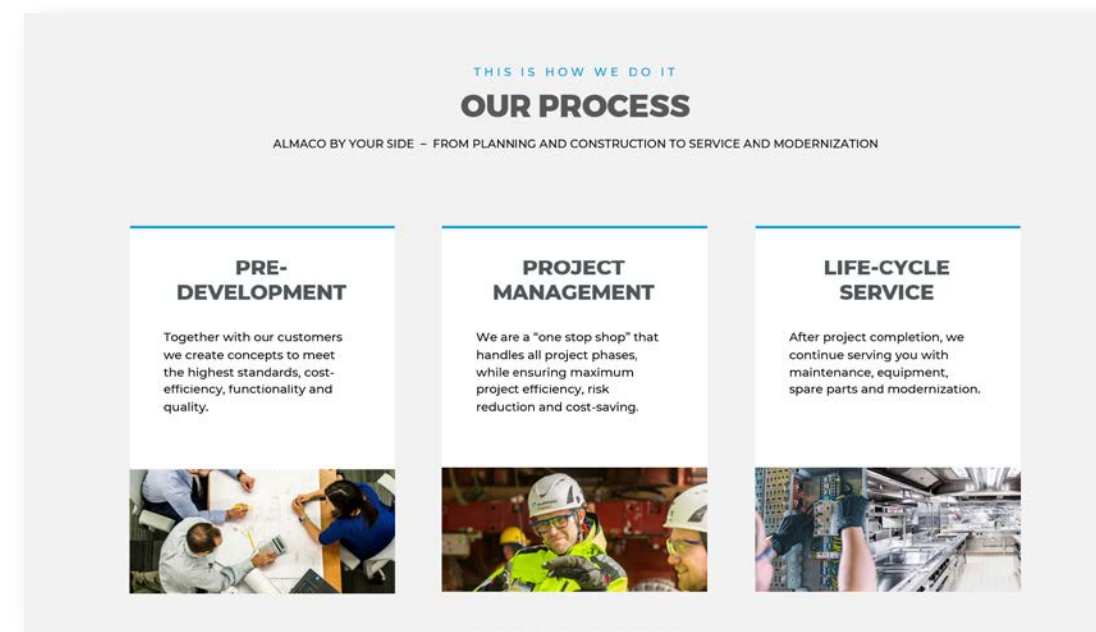 THIS IS HOW WE DO IT
OUR PROCESS
ALMACO BY YOUR SIDE – FROM PLANNING AND CONSTRUCTION TO SERVICE AND MODERNIZATION
PRE-
DEVELOPMENT
Together with our customers
we create concepts to meet
the highest standards, cost-
efficiency, functionality and
quality.
PROJECT
MANAGEMENT
We are a “one stop shop” that
handles all project phases,
while ensuring maximum
project efficiency, risk
reduction and cost-saving.
LIFE-CYCLE
SERVICE
After project completion, we
continue serving you with
maintenance, equipment,
spare parts and modernization.